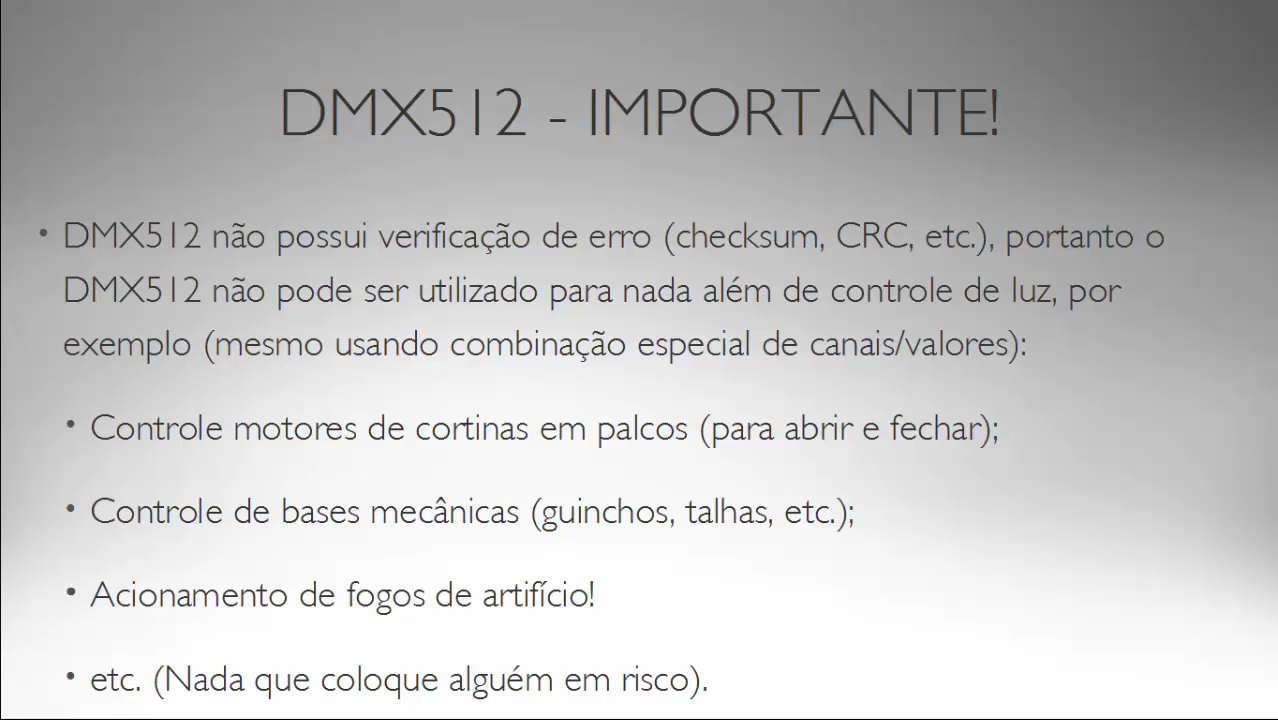 DMX512 - IMPORTANTE!
• DMX512 não possui verificação de erro (checksum, CRC, etc.), portanto o
DMX512 não pode ser utilizado para nada além de controle de luz, por
exemplo (mesmo usando combinação especial de canais/valores):
• Controle motores de cortinas em palcos (para abrir e fechar);
• Controle de bases mecânicas (guinchos, talhas, etc.);
• Acionamento de fogos de artifício!
• etc. (Nada que coloque alguém em risco).